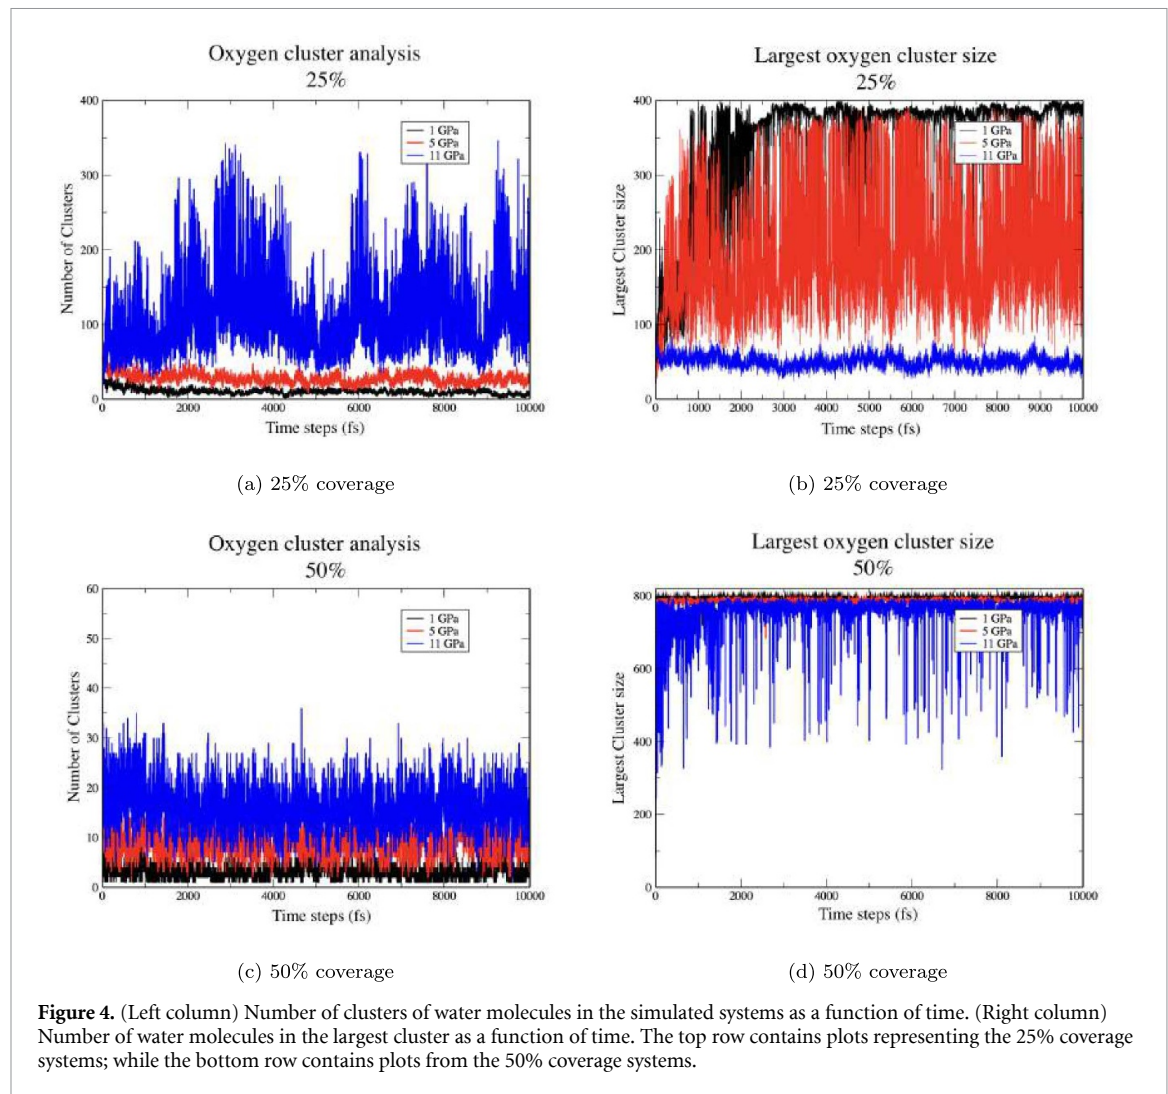 Oxygen cluster analysis
25%
400
300
200
100
0
Number of Clusters
1 GPa
5 GPa
11 GPa
0 2000 4000 6000 8000 10000
Time steps (fs)
(a) 25% coverage
Largest oxygen cluster size
25%
400
300
200
100
0
Largest Cluster size
1 GPa
5 GPa
11 GPa
0 1000 2000 3000 4000 5000 6000 7000 8000 9000 10000
Time steps (fs)
(b) 25% coverage
Oxygen cluster analysis
50%
60
50
40
30
20
10
0
Number of Clusters
1 GPa
5 GPa
11 GPa
0 2000 4000 6000 8000 10000
Time steps (fs)
(c) 50% coverage
Largest oxygen cluster size
50%
800
600
400
200
0
Largest Cluster size
1 GPa
5 GPa
11 GPa
0 2000 4000 6000 8000 10000
Time steps (fs)
(d) 50% coverage
Figure 4. (Left column) Number of clusters of water molecules in the simulated systems as a function of time. (Right column)
Number of water molecules in the largest cluster as a function of time. The top row contains plots representing the 25% coverage
systems; while the bottom row contains plots from the 50% coverage systems.